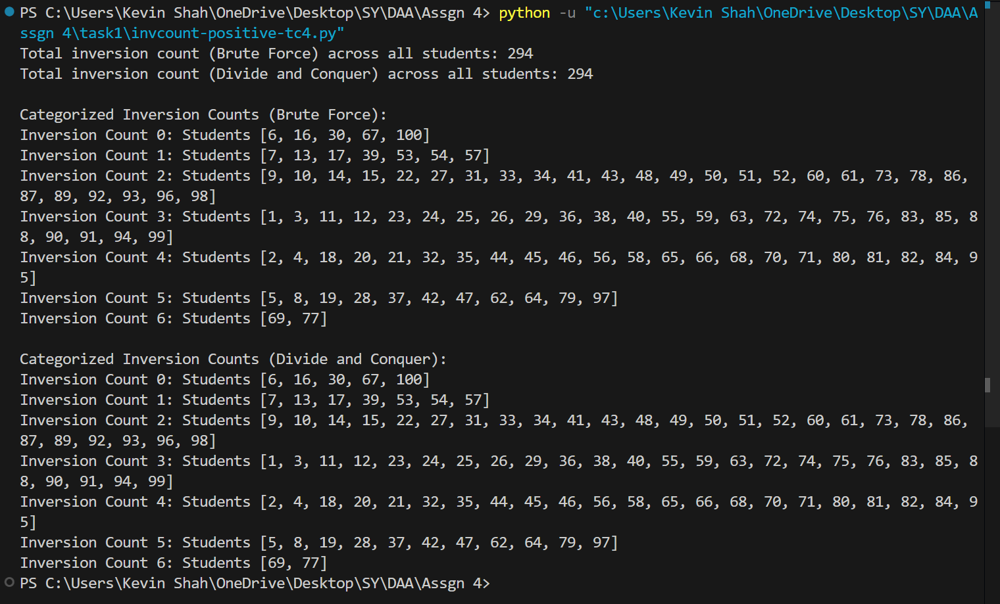 PS C:\Users\Kevin Shah\OneDrive\Desktop\SY\DAA\Assgn 4> python -u "c:\Users\Kevin Shah\OneDrive\Desktop\SY\DAA\A
ssgn 4\task1\invcount-positive-tc4.py"
Total inversion count (Brute Force) across all students: 294
Total inversion count (Divide and Conquer) across all students: 294

Categorized Inversion Counts (Brute Force):
Inversion Count 0: Students [6, 16, 30, 67, 100]
Inversion Count 1: Students [7, 13, 17, 39, 53, 54, 57]
Inversion Count 2: Students [9, 10, 14, 15, 22, 27, 31, 33, 34, 41, 43, 48, 49, 50, 51, 52, 60, 61, 73, 78, 86,
87, 89, 92, 93, 96, 98]
Inversion Count 3: Students [1, 3, 11, 12, 23, 24, 25, 26, 29, 36, 38, 40, 55, 59, 63, 72, 74, 75, 76, 83, 85, 8
8, 90, 91, 94, 99]
Inversion Count 4: Students [2, 4, 18, 20, 21, 32, 35, 44, 45, 46, 56, 58, 65, 66, 68, 70, 71, 80, 81, 82, 84, 9
5]
Inversion Count 5: Students [5, 8, 19, 28, 37, 42, 47, 62, 64, 79, 97]
Inversion Count 6: Students [69, 77]

Categorized Inversion Counts (Divide and Conquer):
Inversion Count 0: Students [6, 16, 30, 67, 100]
Inversion Count 1: Students [7, 13, 17, 39, 53, 54, 57]
Inversion Count 2: Students [9, 10, 14, 15, 22, 27, 31, 33, 34, 41, 43, 48, 49, 50, 51, 52, 60, 61, 73, 78, 86,
87, 89, 92, 93, 96, 98]
Inversion Count 3: Students [1, 3, 11, 12, 23, 24, 25, 26, 29, 36, 38, 40, 55, 59, 63, 72, 74, 75, 76, 83, 85, 8
8, 90, 91, 94, 99]
Inversion Count 4: Students [2, 4, 18, 20, 21, 32, 35, 44, 45, 46, 56, 58, 65, 66, 68, 70, 71, 80, 81, 82, 84, 9
5]
Inversion Count 5: Students [5, 8, 19, 28, 37, 42, 47, 62, 64, 79, 97]
Inversion Count 6: Students [69, 77]
PS C:\Users\Kevin Shah\OneDrive\Desktop\SY\DAA\Assgn 4>